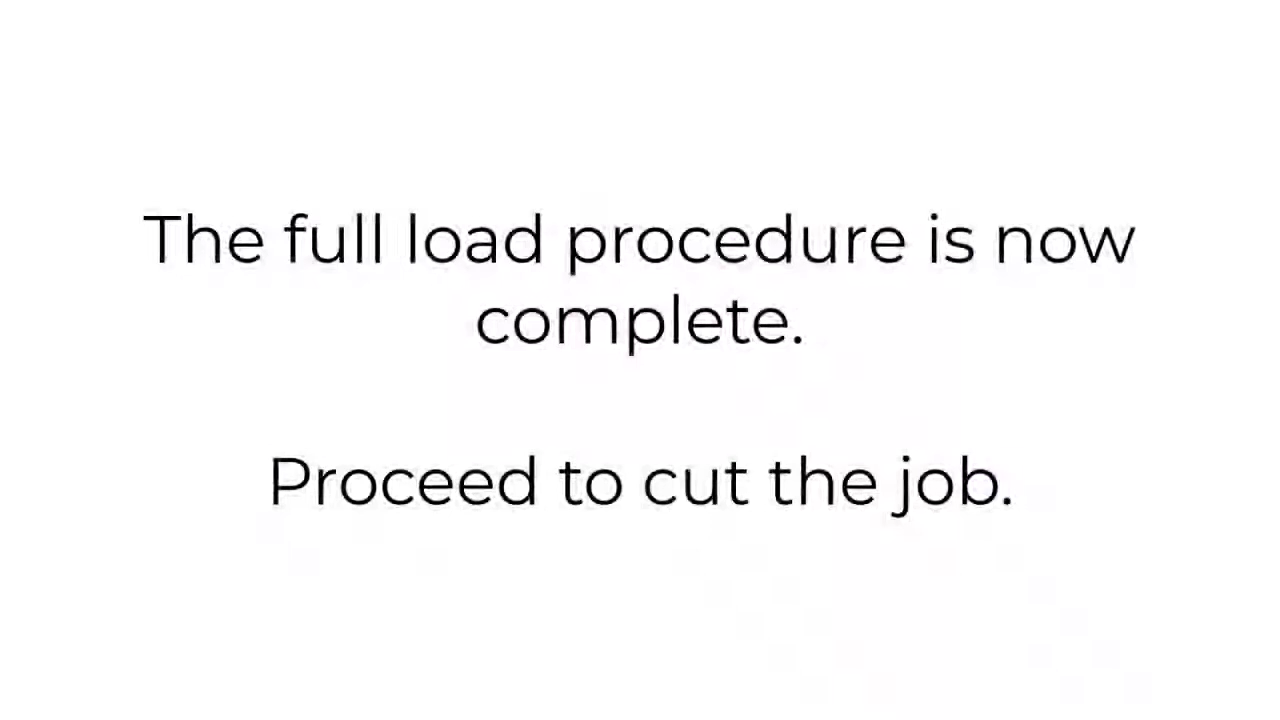 The full load procedure is now
complete.
Proceed to cut the job.